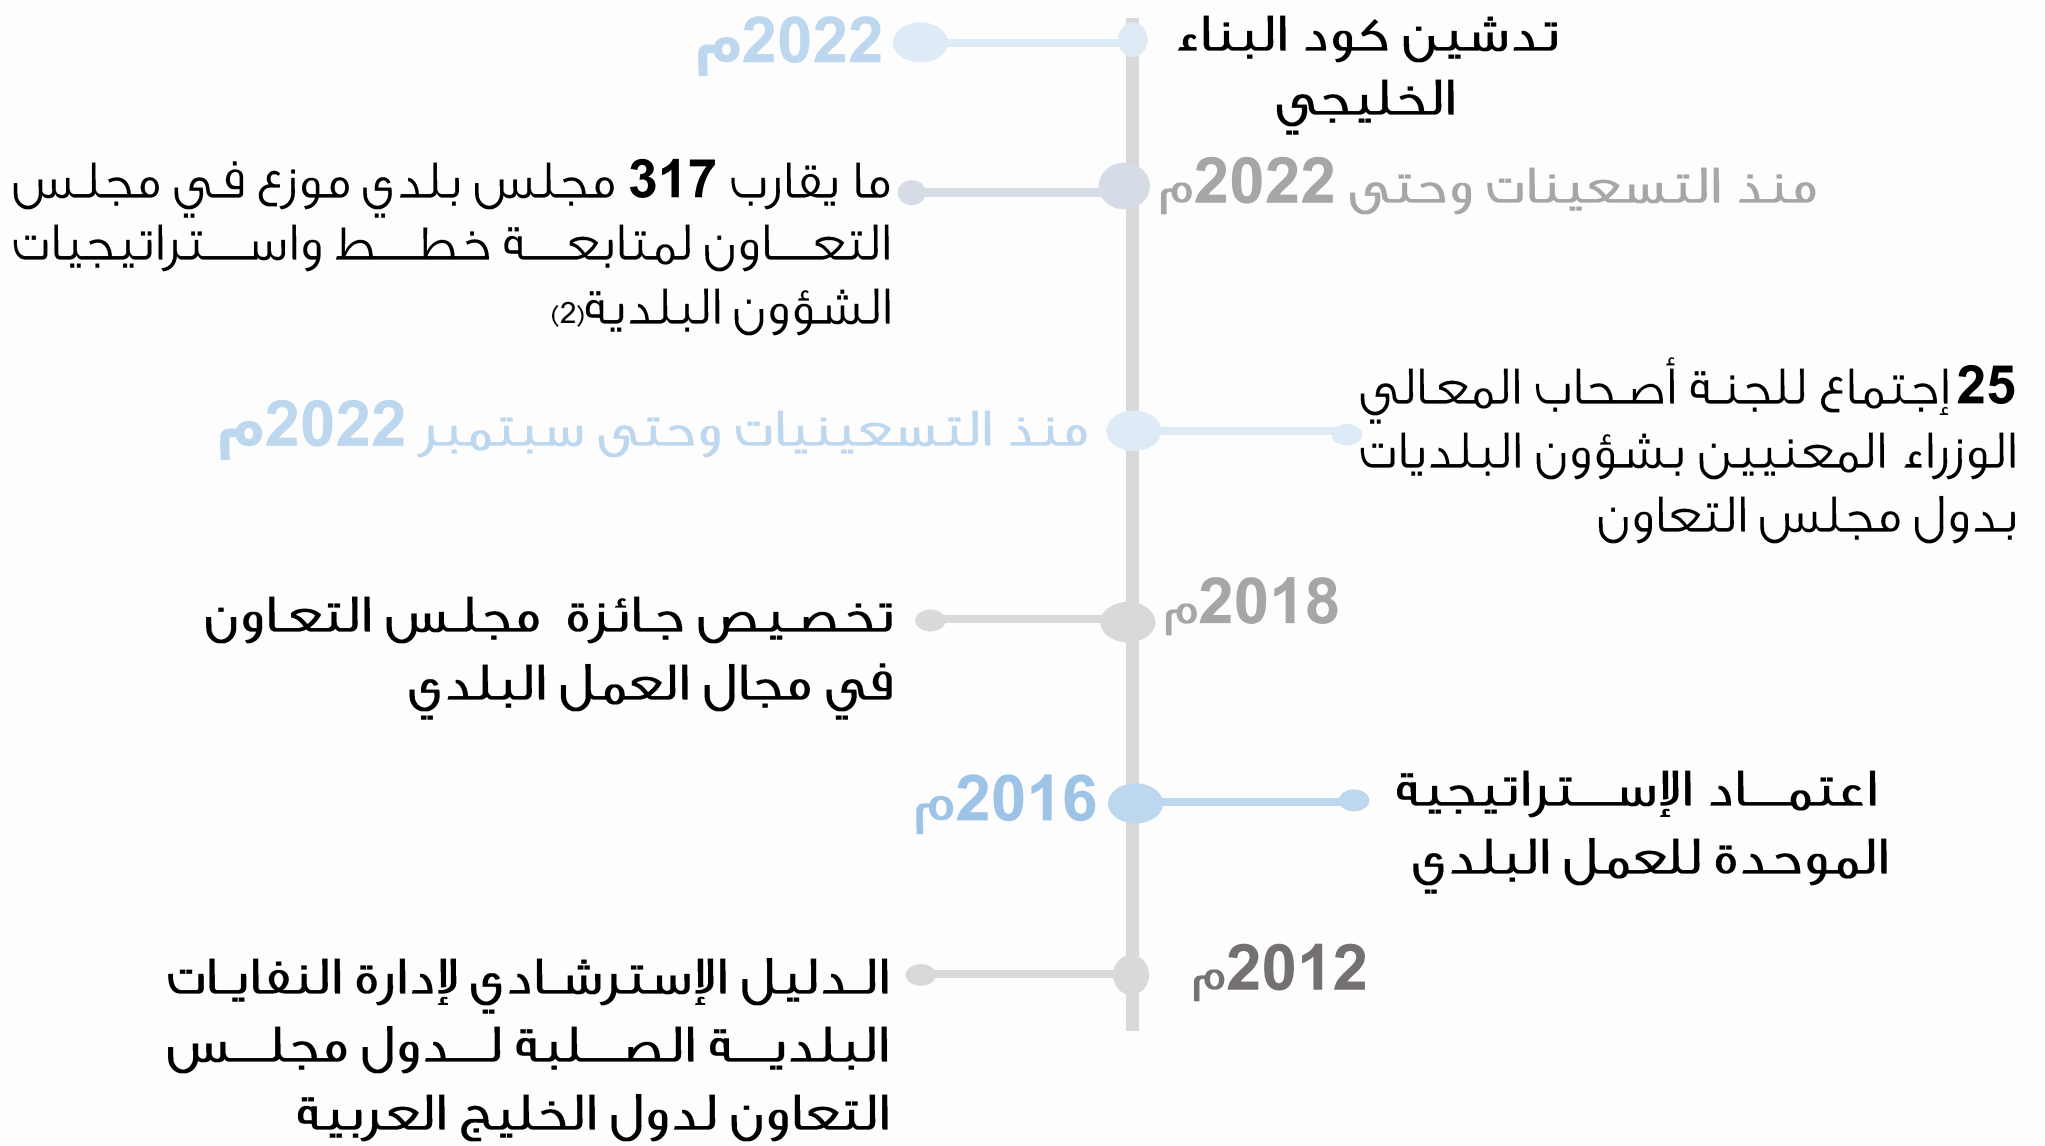 تدشين كود البناء
الخليجي
2022م
منذ التسعينات وحتى 2022م
ما يقارب 317 مجلس بلدي موزع في مجلس
التعاون لمتابعة خطط واستراتيجيات
الشؤون البلدية(2)
25 إجتماع للجنة أصحاب المعالي
الوزراء المعنيين بشؤون البلديات
بدول مجلس التعاون
منذ التسعينيات وحتى سبتمبر 2022م
2018م
تخصيص جائزة مجلس التعاون
في مجال العمل البلدي
اعتماد الإستراتيجية
الموحدة للعمل البلدي
2016م
2012م
الدليل الإسترشادي لإدارة النفايات
البلدية الصلبة لدول مجلس
التعاون لدول الخليج العربية